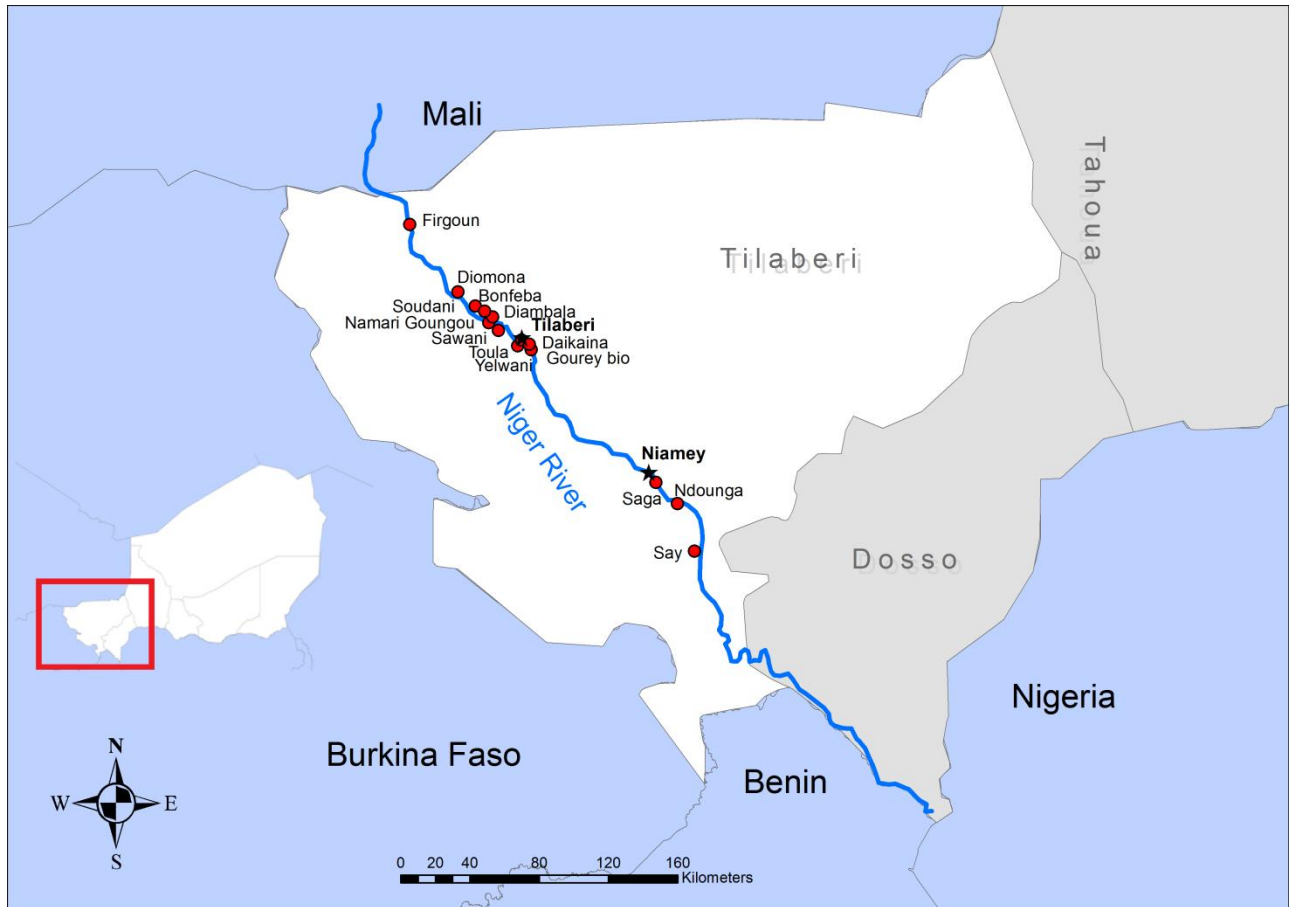 Mali
Tahoua
Firgoun
Tilaberi
Diomona
Bonfeba
Soudani
Diambala
Namari Goungou
Tilaberi
Sawani
Daikaina
Toula
Gourey bio
Yelwani
Niger River
Niamey
Saga
Ndounga
Say
Dosso
Nigeria
Burkina Faso
Benin
N
W
E
S
0 20 40 80 120 160
Kilometers